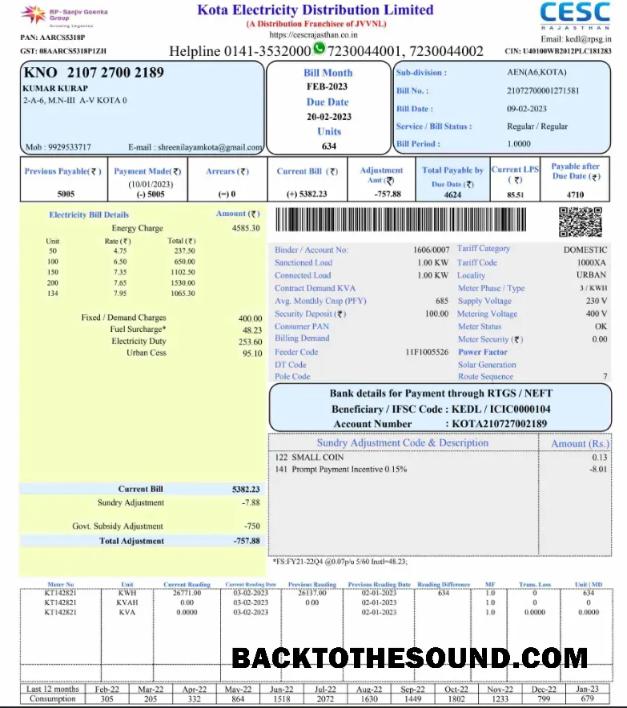 RP-Sanjiv Goenka
Group
Growing Legacies
Kota Electricity Distribution Limited
(A Distribution Franchisee of JVVNL)
https://cescrajasthan.co.in
CESC
RAJASTHAN
PAN: AARCS5318P
GST: 08AARCS5318P1ZH
Helpline 0141-3532000 7230044001, 7230044002
Email: kedl@rpsg.in
CIN: U40100WB2012PLC181283
KNO 2107 2700 2189
KUMAR KURAP
2-A-6, M.N-III A-V KOTA 0
Mob : 9929533717 E-mail : shreenilayamkota@gmail.com
Bill Month
FEB-2023
Due Date
20-02-2023
Units
634
Sub-division : AEN(A6,KOTA)
Bill No. : 21072700001271581
Bill Date : 09-02-2023
Service / Bill Status : Regular / Regular
Bill Period : 1.0000
Previous Payable(₹) Payment Made(₹) Arrears (₹) Current Bill (₹) Adjustment Amt (₹) Total Payable by Due Date(₹) Current LPS (₹) Payable after Due Date (₹)
(10/01/2023)
5005 (-) 5005 (=) 0 (+) 5382.23 -757.88 4624 85.51 4710
Electricity Bill Details Amount (₹)
Energy Charge 4585.30
Unit Rate (₹) Total (₹)
50 4.75 237.50
100 6.50 650.00
150 7.35 1102.50
200 7.65 1530.00
134 7.95 1065.30
Fixed / Demand Charges 400.00
Fuel Surcharge* 48.23
Electricity Duty 253.60
Urban Cess 95.10
Current Bill 5382.23
Sundry Adjustment -7.88
Govt. Subsidy Adjustment -750
Total Adjustment -757.88
Binder / Account No: 1606/0007 Tariff Category DOMESTIC
Sanctioned Load 1.00 KW Tariff Code 1000XA
Connected Load 1.00 KW Locality URBAN
Contract Demand KVA Meter Phase / Type 3 / KWH
Avg. Monthly Cnsp (PFY) 685 Supply Voltage 230 V
Security Deposit (₹) 100.00 Metering Voltage 400 V
Consumer PAN Meter Status OK
Billing Demand Meter Security (₹) 0.00
Feeder Code 11F1005526 Power Factor
DT Code Solar Generation
Pole Code Route Sequence 7
Bank details for Payment through RTGS / NEFT
Beneficiary / IFSC Code : KEDL / ICIC0000104
Account Number : KOTA210727002189
Sundry Adjustment Code & Description Amount (Rs.)
122 SMALL COIN 0.13
141 Prompt Payment Incentive 0.15% -8.01
*FS:FY21-22Q4 @0.07p/u 5/60 Instl=48.23;
Meter No Unit Current Reading Current Reading Date Previous Reading Previous Reading Date Reading Difference MF Trans. Loss Unit | MD
KT142821 KWH 26771.00 03-02-2023 26137.00 02-01-2023 634 1.0 0 634
KT142821 KVAH 0.00 03-02-2023 0.00 02-01-2023 1.0 0 0
KT142821 KVA 0.0000 03-02-2023 02-01-2023 1.0 0.0000 0.0000
BACKTOTHESOUND.COM
Last 12 months Feb-22 Mar-22 Apr-22 May-22 Jun-22 Jul-22 Aug-22 Sep-22 Oct-22 Nov-22 Dec-22 Jan-23
Consumption 305 205 332 864 1518 2072 1630 1449 1802 1233 799 679